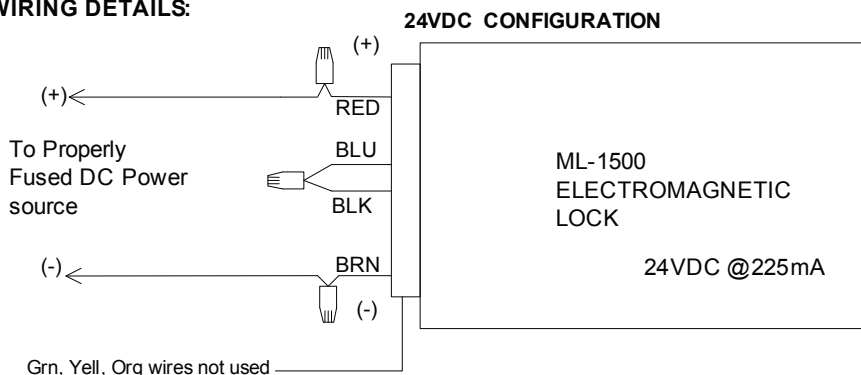 WIRING DETAILS:
24VDC CONFIGURATION
(+)
(+)
RED
To Properly
Fused DC Power
source
BLU
BLK
ML-1500
ELECTROMAGNETIC
LOCK
24VDC @225mA
(-)
BRN
(-)
Grn, Yell, Org wires not used